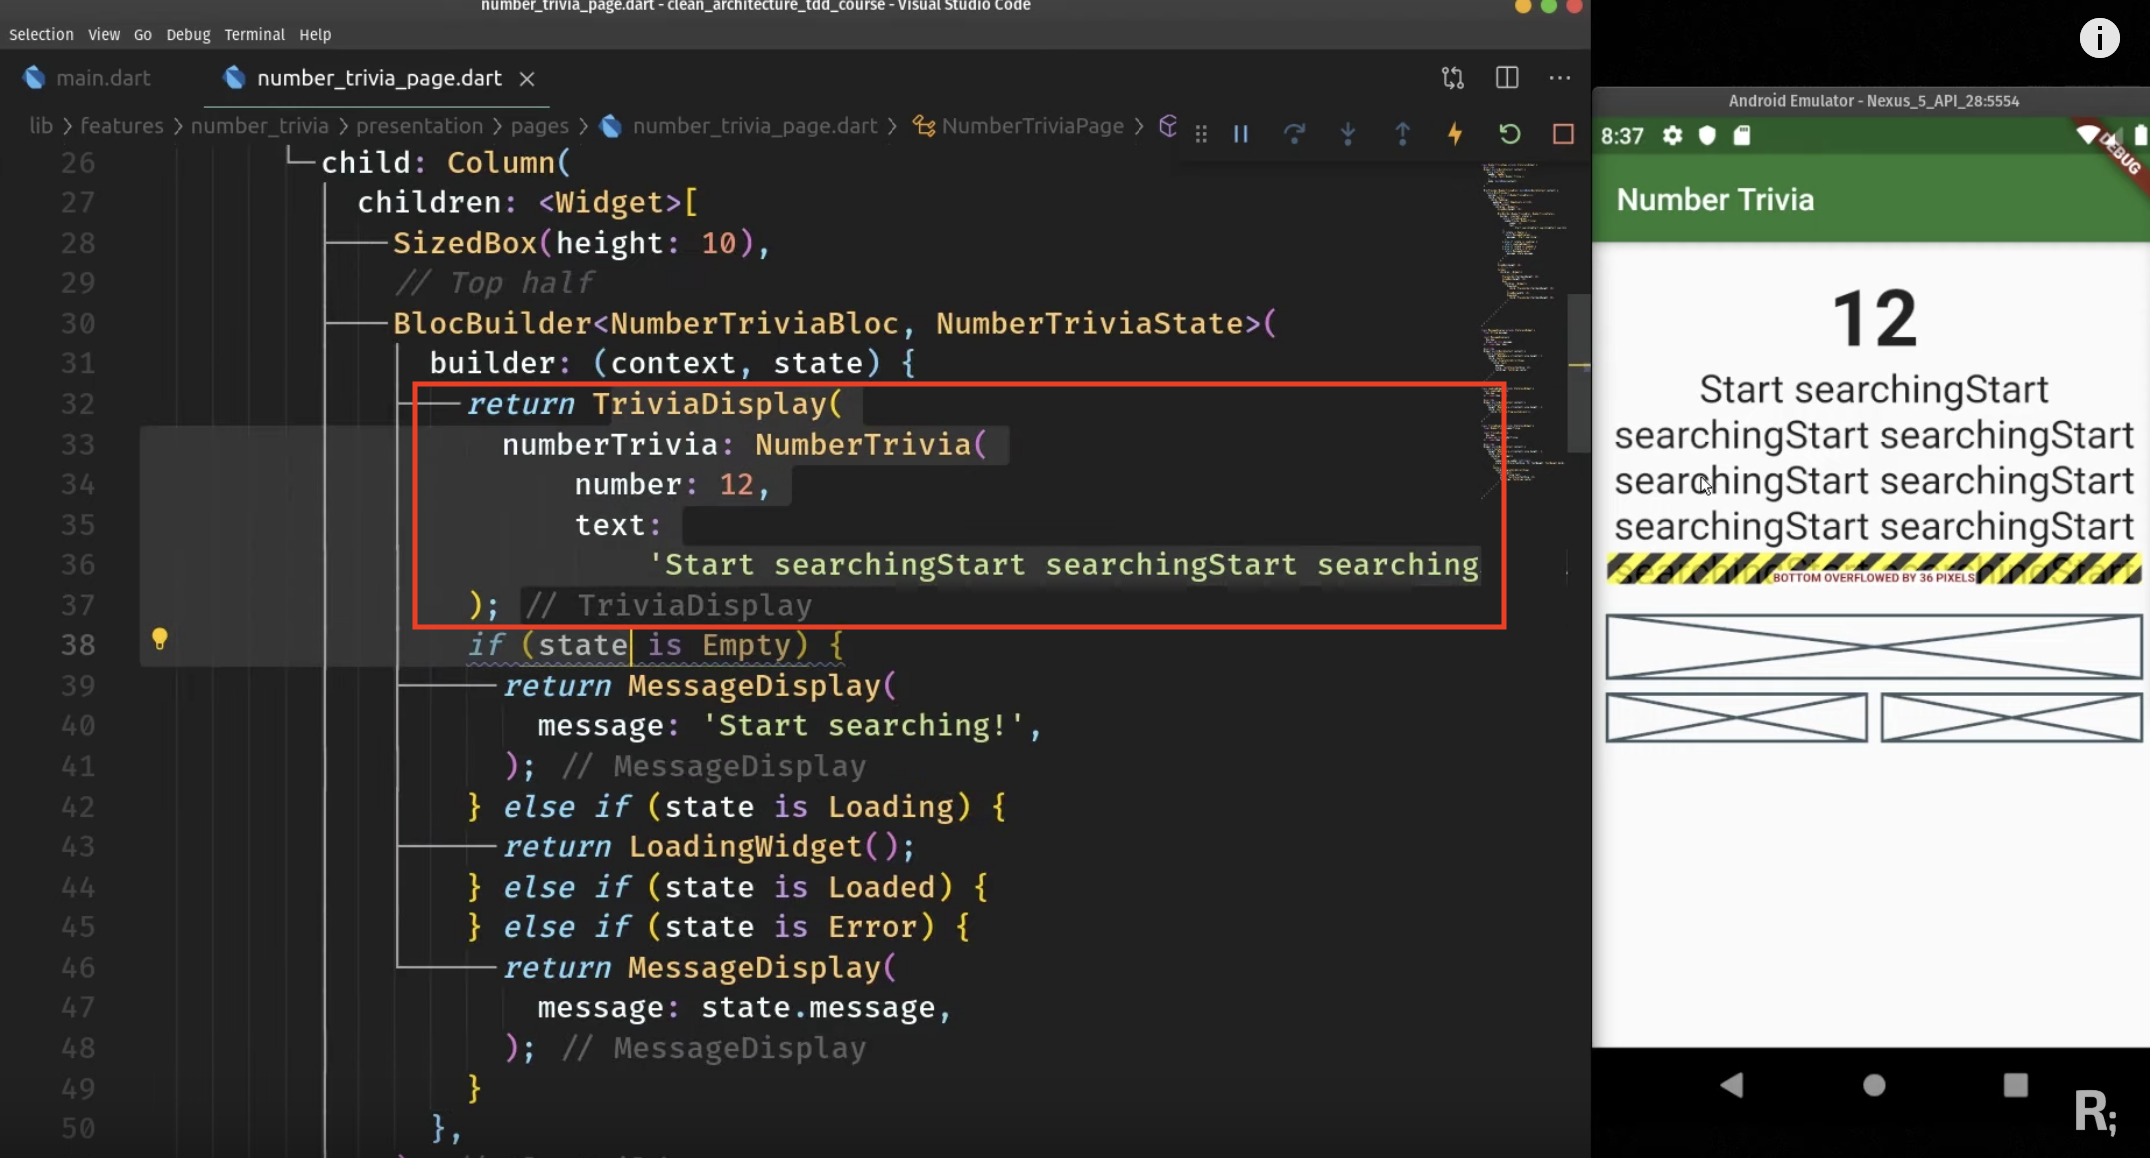 number_trivia_page.dart - clean_architecture_tdd_course - Visual Studio Code
Selection View Go Debug Terminal Help
main.dart number_trivia_page.dart
lib > features > number_trivia > presentation > pages > number_trivia_page.dart > NumberTriviaPage >
26 child: Column(
27 children: <Widget>[
28 SizedBox(height: 10),
29 // Top half
30 BlocBuilder<NumberTriviaBloc, NumberTriviaState>(
31 builder: (context, state) {
32 return TriviaDisplay(
33 numberTrivia: NumberTrivia(
34 number: 12,
35 text:
36 'Start searchingStart searchingStart searching
37 ); // TriviaDisplay
38 if (state is Empty) {
39 return MessageDisplay(
40 message: 'Start searching!',
41 ); // MessageDisplay
42 } else if (state is Loading) {
43 return LoadingWidget();
44 } else if (state is Loaded) {
45 } else if (state is Error) {
46 return MessageDisplay(
47 message: state.message,
48 ); // MessageDisplay
49 }
50 },
Android Emulator - Nexus_5_API_28:5554
8:37
DEBUG
Number Trivia
12
Start searchingStart
searchingStart searchingStart
searchingStart searchingStart
searchingStart searchingStart
BOTTOM OVERFLOWED BY 36 PIXELS
R;